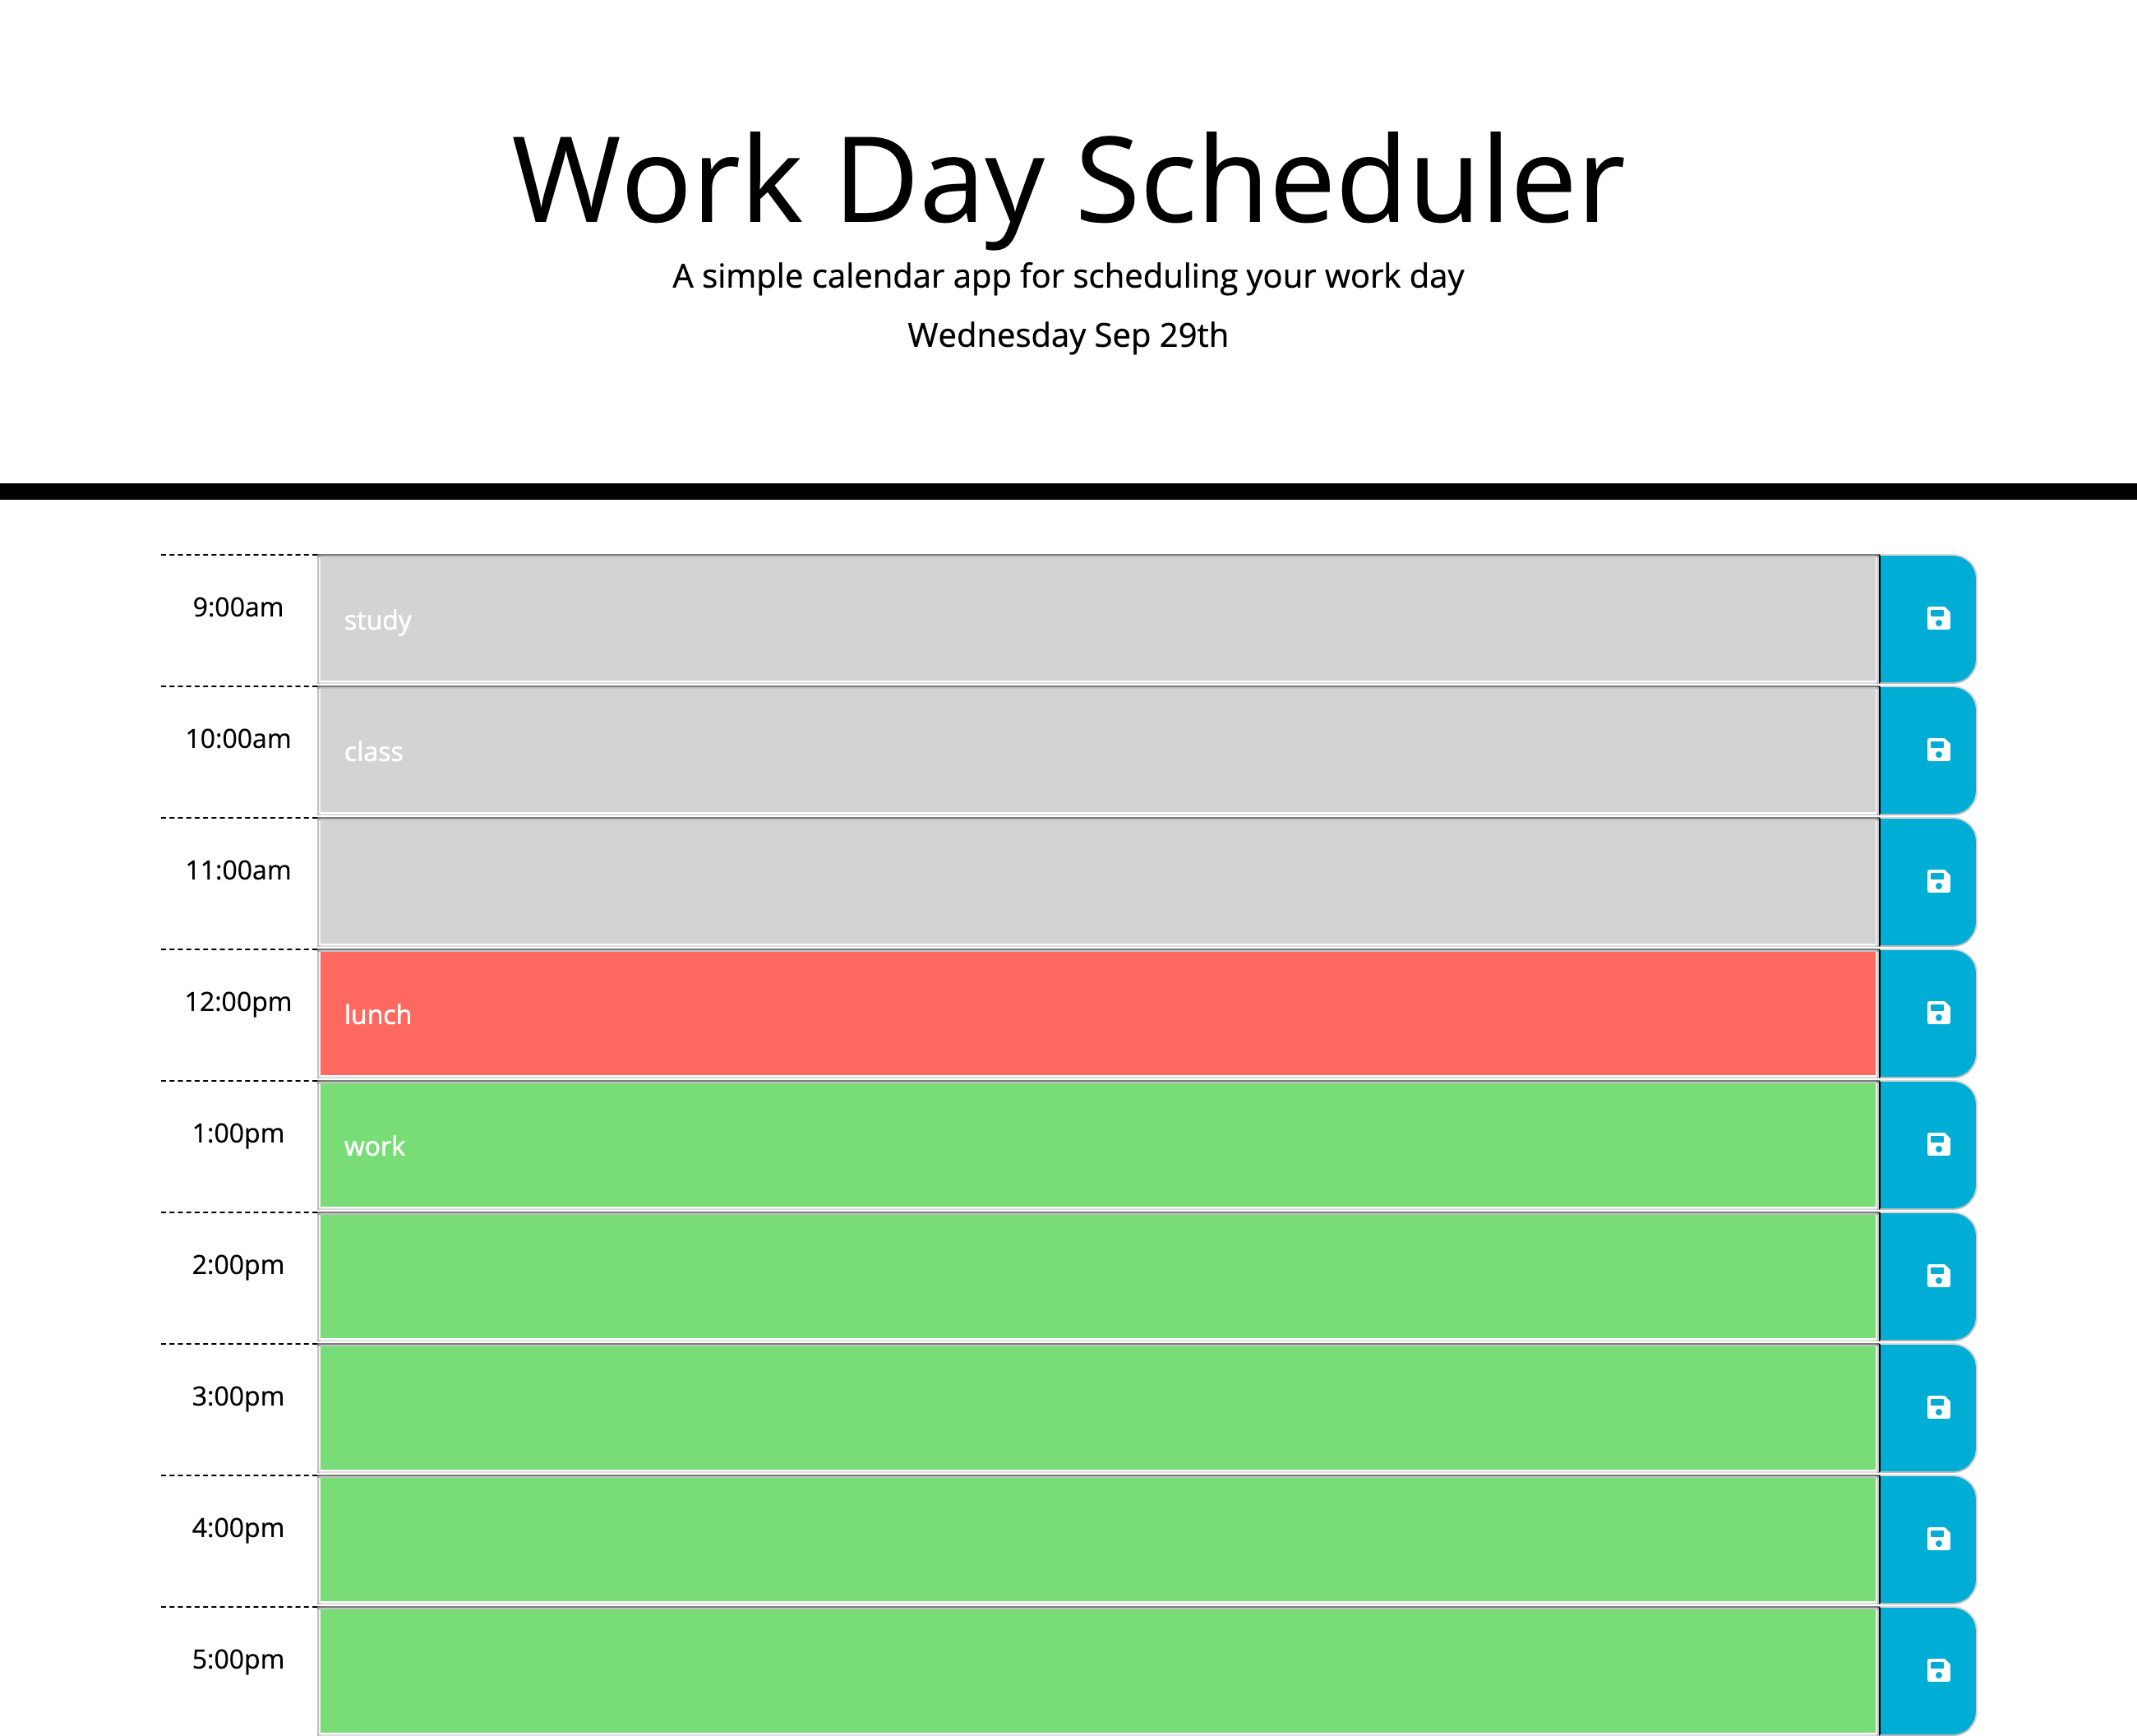 Work Day Scheduler
A simple calendar app for scheduling your work day
Wednesday Sep 29th
9:00am study
10:00am class
11:00am
12:00pm lunch
1:00pm work
2:00pm
3:00pm
4:00pm
5:00pm